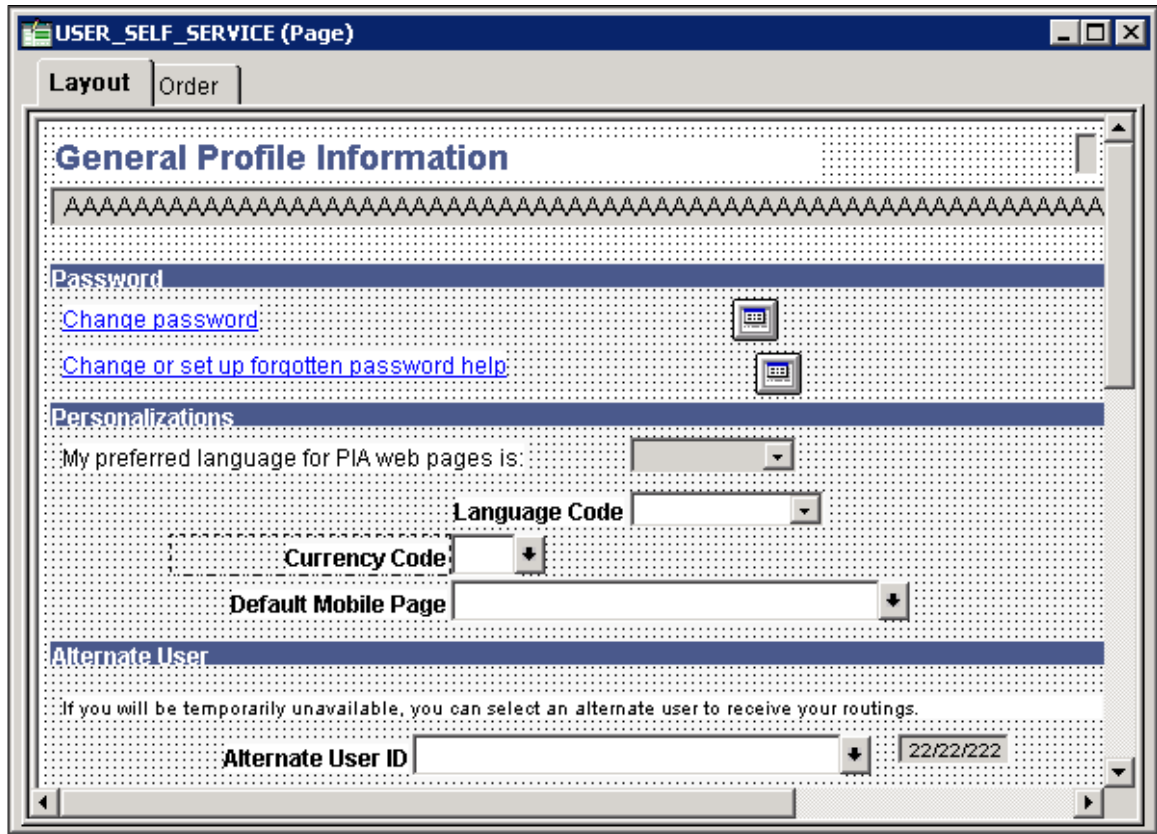 USER_SELF_SERVICE (Page)
Layout Order
General Profile Information
AAAAAAAAAAAAAAAAAAAAAAAAAAAAAAAAAAAAAAAAAAAAAAAAAAAAAAAAAAA
Password
Change password
Change or set up forgotten password help
Personalizations
My preferred language for PIA web pages is:
Language Code
Currency Code
Default Mobile Page
Alternate User
If you will be temporarily unavailable, you can select an alternate user to receive your routings.
Alternate User ID 22/22/222